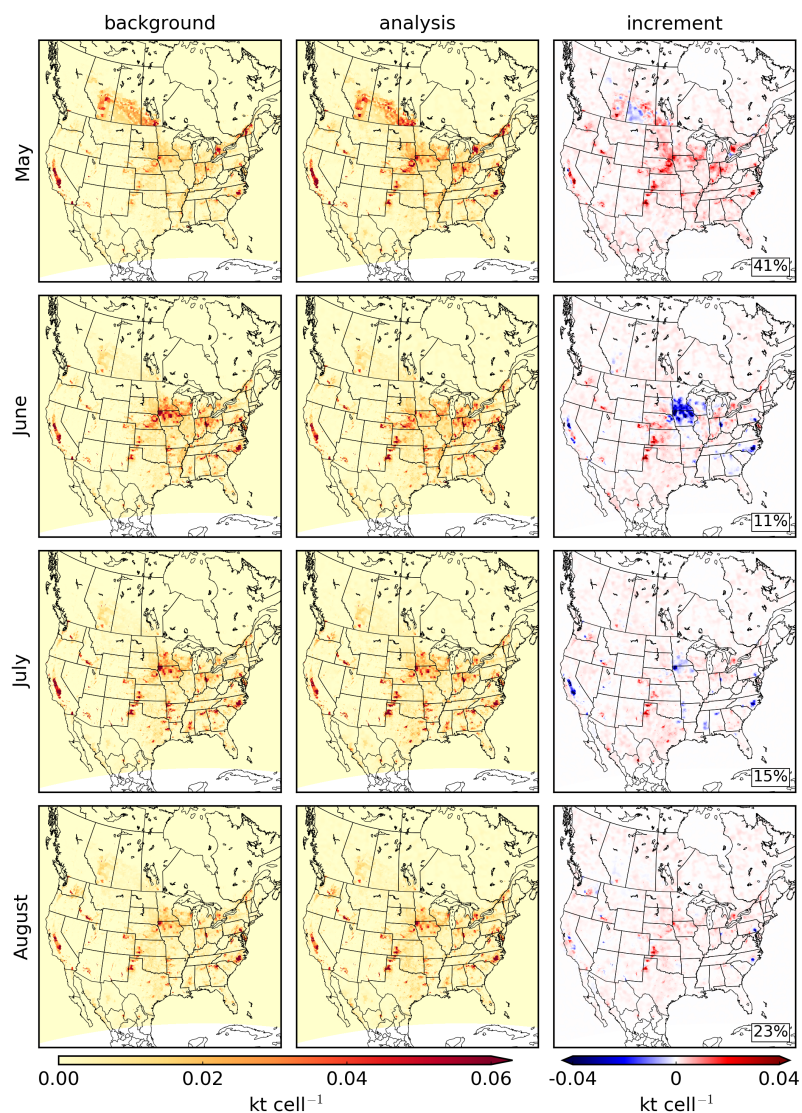 background analysis increment
May
41%
June
11%
July
15%
August
23%
0.00 0.02 0.04 0.06 -0.04 0 0.04
kt cell⁻¹ kt cell⁻¹